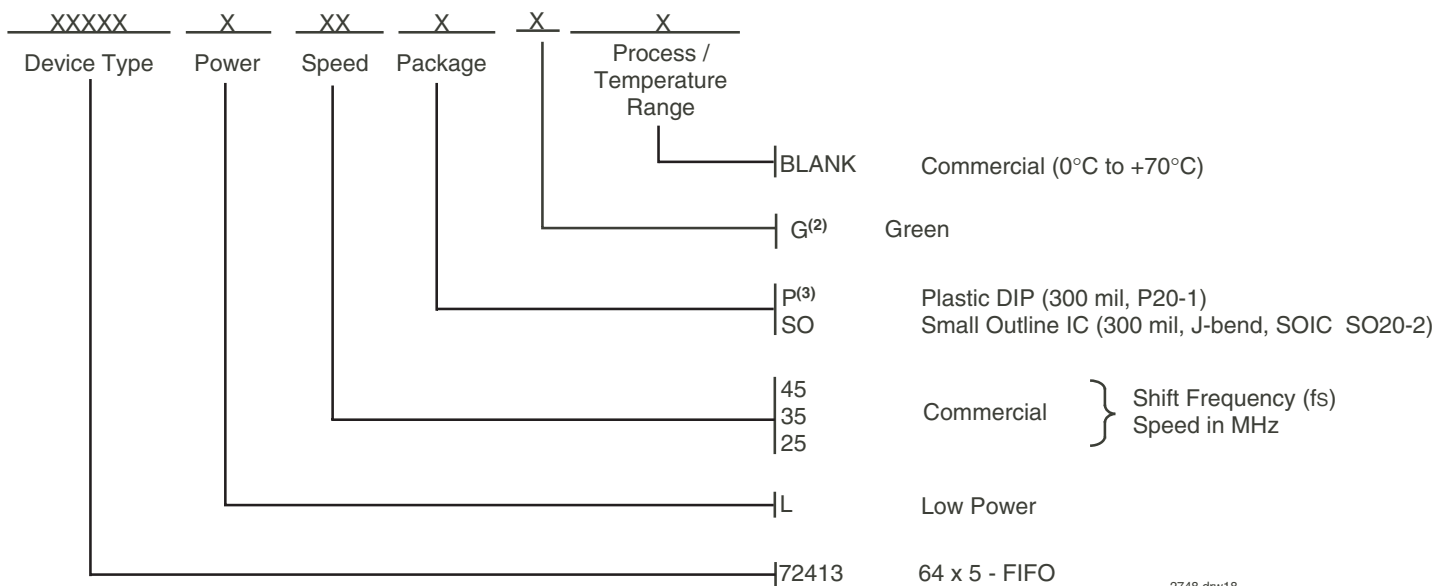 XXXXX X XX X X X
Device Type Power Speed Package Process /
Temperature
Range
BLANK Commercial (0°C to +70°C)
G(2) Green
P(3) Plastic DIP (300 mil, P20-1)
SO Small Outline IC (300 mil, J-bend, SOIC SO20-2)
45
35
25
Commercial
Shift Frequency (fs)
Speed in MHz
L Low Power
72413 64 x 5 - FIFO
2748 drw18